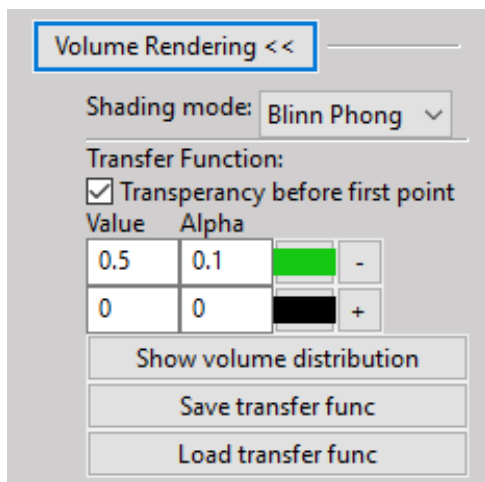 Volume Rendering <<
Shading mode: Blinn Phong
Transfer Function:
Transperancy before first point
Value Alpha
0.5 0.1 -
0 0 +
Show volume distribution
Save transfer func
Load transfer func